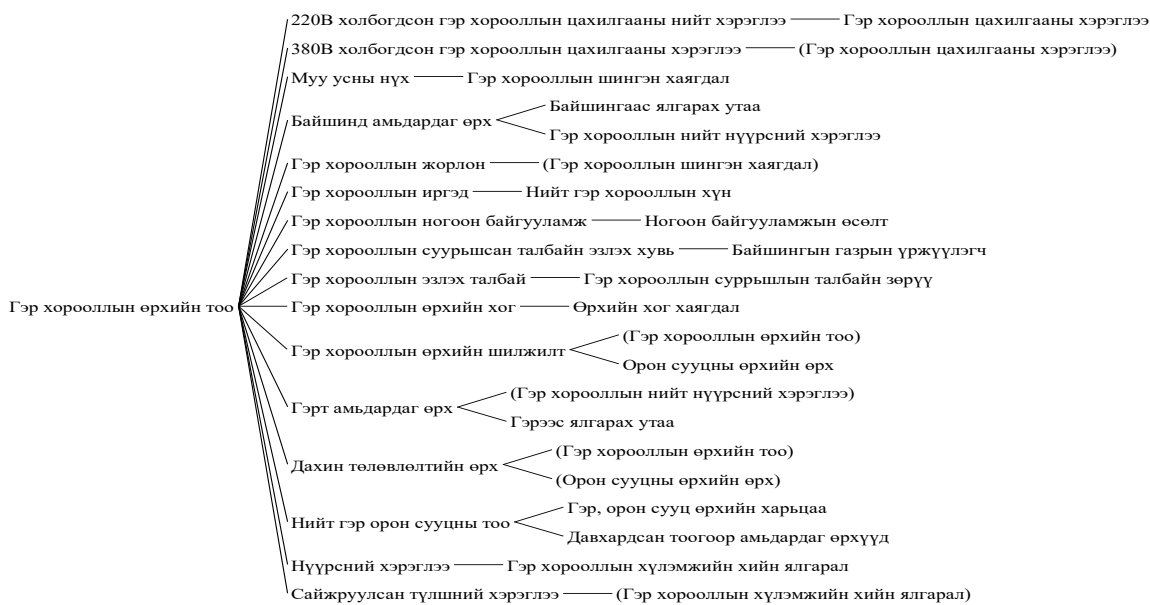 220В холбогдсон гэр хорооллын цахилгааны нийт хэрэглээ Гэр хорооллын цахилгааны хэрэглээ
380В холбогдсон гэр хорооллын цахилгааны хэрэглээ (Гэр хорооллын цахилгааны хэрэглээ)
Муу усны нүх Гэр хорооллын шингэн хаягдал
Байшингаас ялгарах утаа
Байшинд амьдардаг өрх
Гэр хорооллын нийт нүүрсний хэрэглээ
Гэр хорооллын жорлон (Гэр хорооллын шингэн хаягдал)
Гэр хорооллын иргэд Нийт гэр хорооллын хүн
Гэр хорооллын ногоон байгууламж Ногоон байгууламжын өсөлт
Гэр хорооллын суурьшсан талбайн эзлэх хувь Байшингын газрын үржүүлэгч
Гэр хорооллын эзлэх талбай Гэр хорооллын суррьшлын талбайн зөрүү
Гэр хорооллын өрхийн тоо Гэр хорооллын өрхийн хог Өрхийн хог хаягдал
(Гэр хорооллын өрхийн тоо)
Гэр хорооллын өрхийн шилжилт
Орон сууцны өрхийн өрх
(Гэр хорооллын нийт нүүрсний хэрэглээ)
Гэрт амьдардаг өрх
Гэрээс ялгарах утаа
(Гэр хорооллын өрхийн тоо)
Дахин төлөвлөлтийн өрх
(Орон сууцны өрхийн өрх)
Гэр, орон сууц өрхийн харьцаа
Нийт гэр орон сууцны тоо
Давхардсан тоогоор амьдардаг өрхүүд
Нүүрсний хэрэглээ Гэр хорооллын хүлэмжийн хийн ялгарал
Сайжруулсан түлшний хэрэглээ (Гэр хорооллын хүлэмжийн хийн ялгарал)